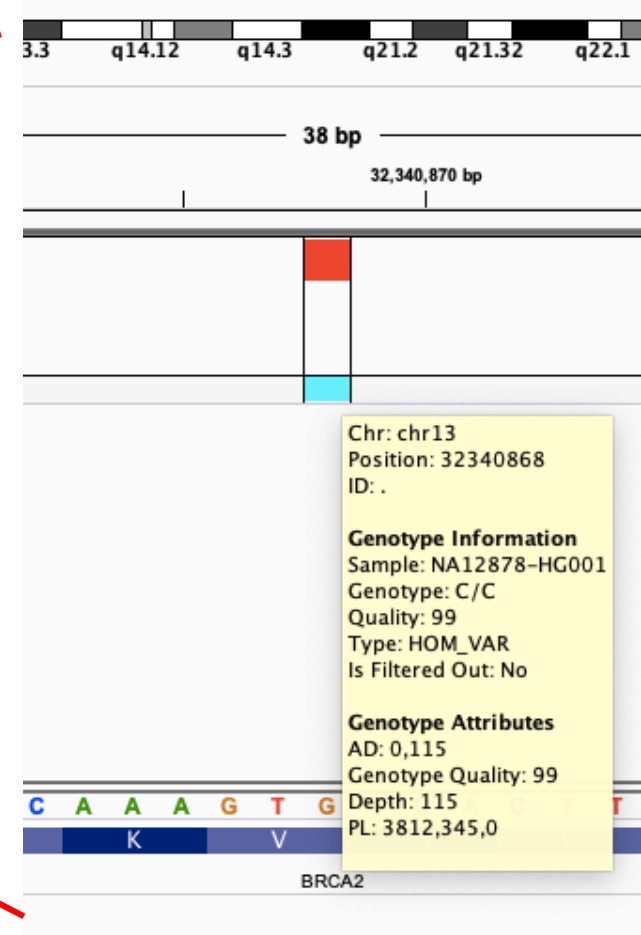 3.3 q14.12 q14.3 q21.2 q21.32 q22.1
38 bp
32,340,870 bp
Chr: chr13
Position: 32340868
ID: .
Genotype Information
Sample: NA12878-HG001
Genotype: C/C
Quality: 99
Type: HOM_VAR
Is Filtered Out: No
Genotype Attributes
AD: 0,115
Genotype Quality: 99
Depth: 115
PL: 3812,345,0
C A A A G T G C T T
K V
BRCA2